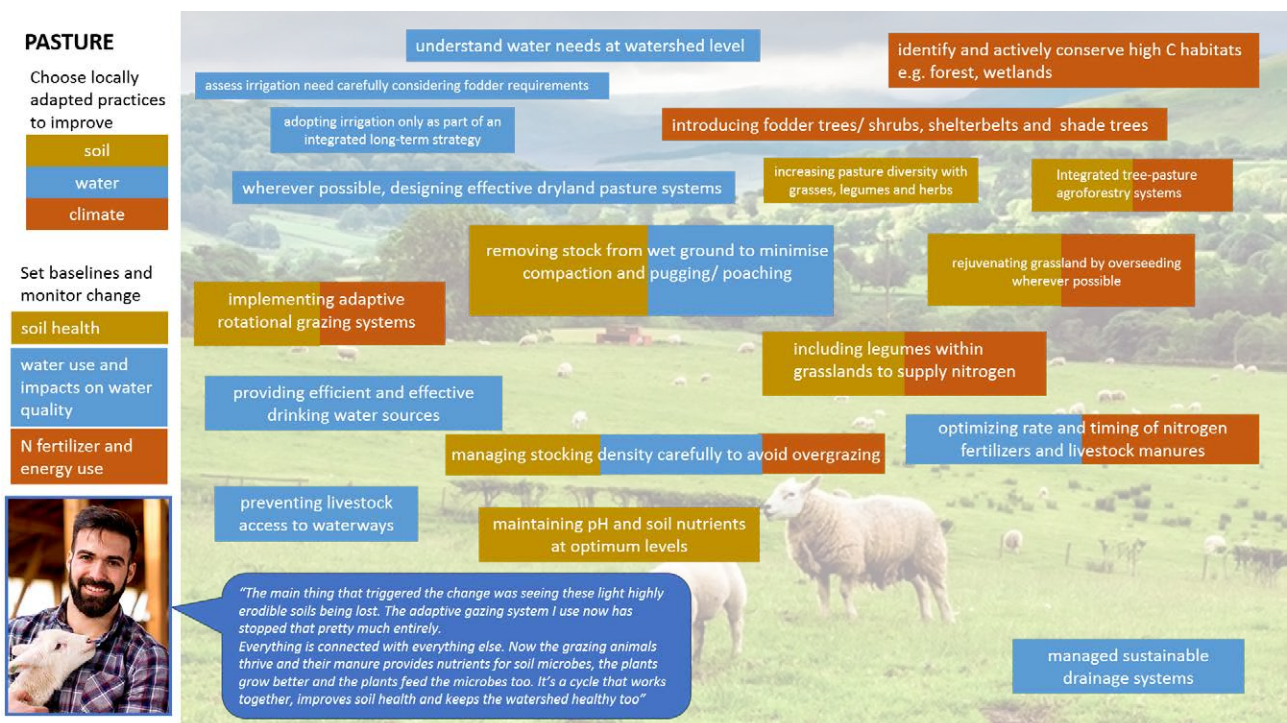 PASTURE
Choose locally
adapted practices
to improve
soil
water
climate
Set baselines and
monitor change
soil health
water use and
impacts on water
quality
N fertilizer and
energy use
understand water needs at watershed level
identify and actively conserve high C habitats
e.g. forest, wetlands
assess irrigation need carefully considering fodder requirements
adopting irrigation only as part of an
integrated long-term strategy
introducing fodder trees/ shrubs, shelterbelts and shade trees
wherever possible, designing effective dryland pasture systems
increasing pasture diversity with
grasses, legumes and herbs
Integrated tree-pasture
agroforestry systems
removing stock from wet ground to minimise
compaction and pugging/ poaching
rejuvenating grassland by overseeding
wherever possible
implementing adaptive
rotational grazing systems
including legumes within
grasslands to supply nitrogen
providing efficient and effective
drinking water sources
optimizing rate and timing of nitrogen
fertilizers and livestock manures
managing stocking density carefully to avoid overgrazing
preventing livestock
access to waterways
maintaining pH and soil nutrients
at optimum levels
"The main thing that triggered the change was seeing these light highly
erodible soils being lost. The adaptive gazing system I use now has
stopped that pretty much entirely.
Everything is connected with everything else. Now the grazing animals
thrive and their manure provides nutrients for soil microbes, the plants
grow better and the plants feed the microbes too. It's a cycle that works
together, improves soil health and keeps the watershed healthy too"
managed sustainable
drainage systems